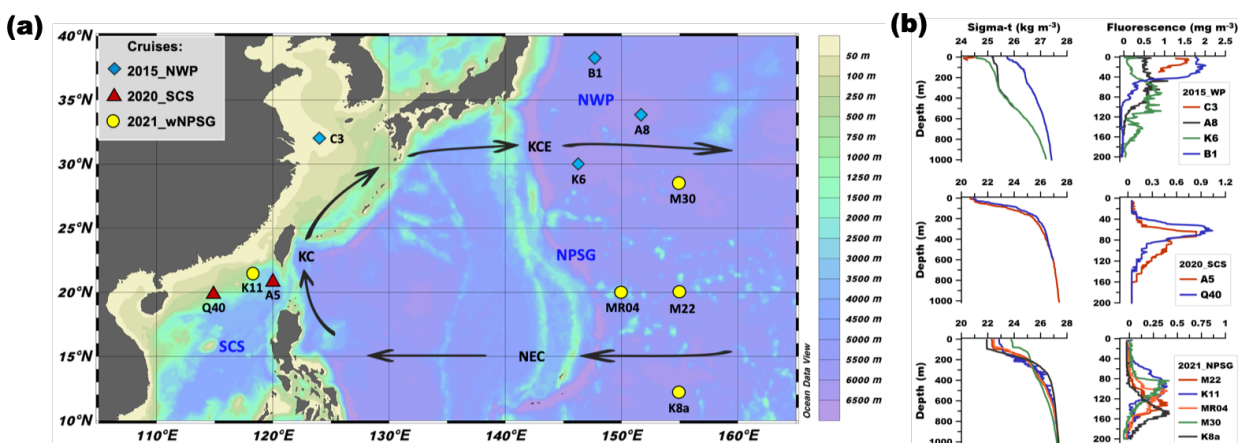 (a)
Cruises:
2015_NWP
2020_SCS
2021_wNPSG
40°N
35°N
30°N
25°N
20°N
15°N
10°N
110°E
120°E
130°E
140°E
150°E
160°E
B1
NWP
A8
C3
KCE
K6
M30
KC
NPSG
K11
A5
Q40
MR04
M22
SCS
NEC
K8a
Ocean Data View
50 m
100 m
250 m
500 m
750 m
1000 m
1250 m
1500 m
1750 m
2000 m
2500 m
3000 m
3500 m
4000 m
4500 m
5000 m
5500 m
6000 m
6500 m
(b)
Sigma-t (kg m-3)
24 25 26 27 28
Depth (m)
0
200
400
600
800
1000
Fluorescence (mg m-3)
0 0.5 1 1.5 2 2.5
0
40
80
120
160
200
2015_WP
C3
A8
K6
B1
20 22 24 26 28
Depth (m)
0
200
400
600
800
1000
0 0.3 0.6 0.9 1.2
0
40
80
120
160
200
2020_SCS
A5
Q40
20 22 24 26 28
Depth (m)
0
200
400
600
800
1000
0 0.25 0.5 0.75 1
0
40
80
120
160
200
2021_NPSG
M22
K11
MR04
M30
K8a